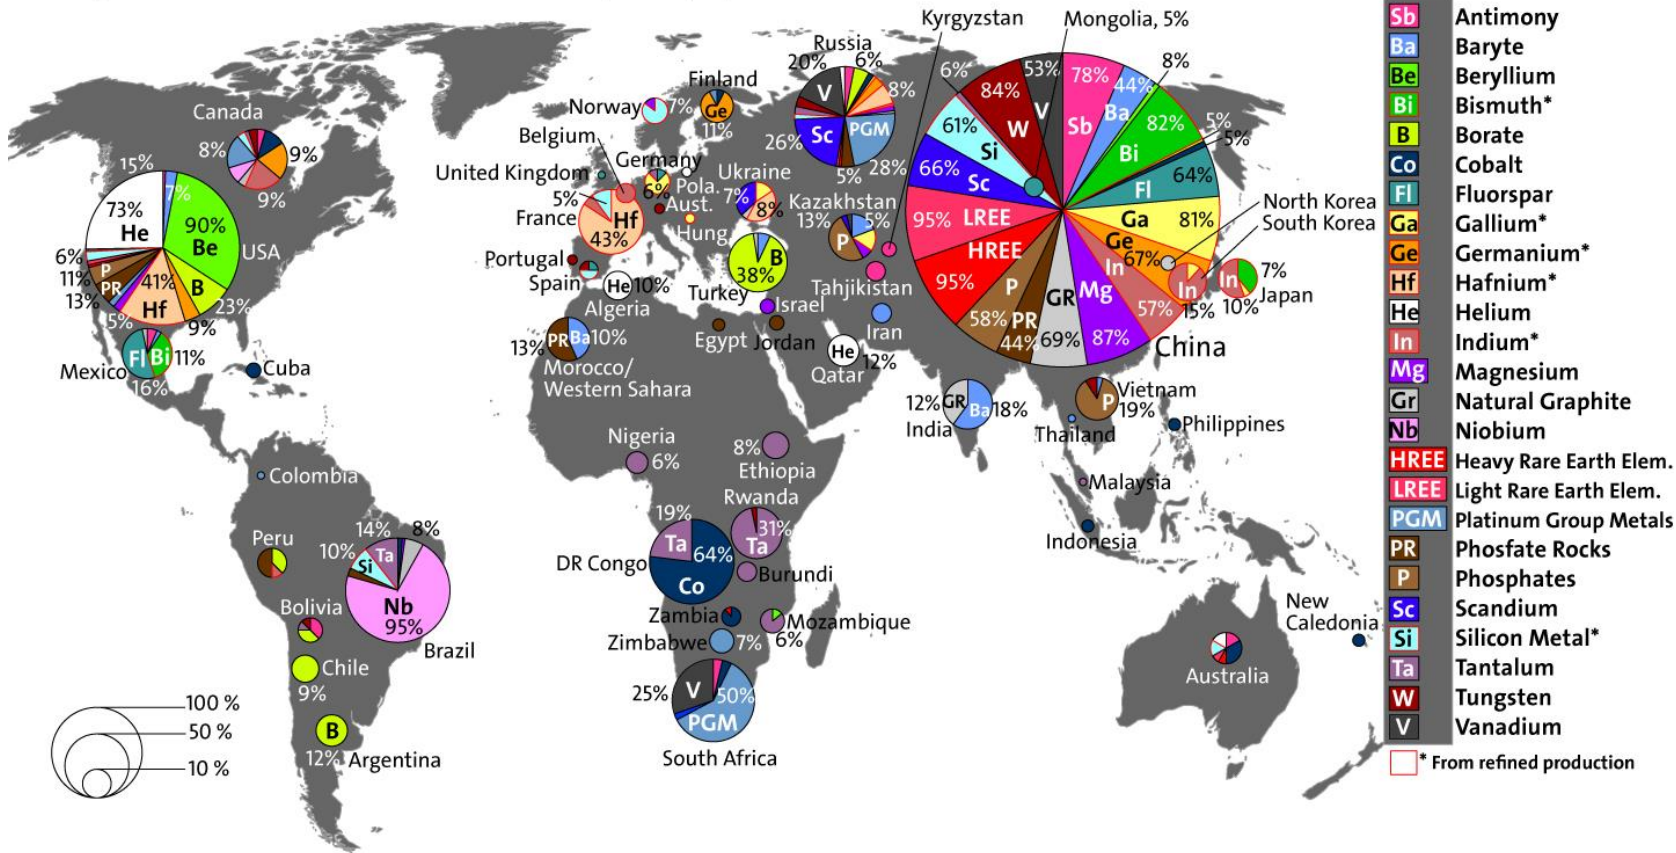 Kyrgyzstan
Mongolia, 5%
Russia
20%
6%
8%
V
Sc
PGM
26%
28%
5%
Finland
Ge
11%
Norway
7%
Belgium
Germany
6%
United Kingdom
Pola.
Aust.
Hung.
Ukraine
7%
8%
5%
France
Hf
43%
Kazakhstan
13%
5%
P
Canada
8%
9%
9%
15%
7%
73%
He
90%
Be
USA
6%
11%
P
PR
13%
41%
Hf
B
23%
5%
9%
Portugal
Spain
He
10%
Algeria
38%
B
Turkey
Israel
Tahjikistan
Iran
Egypt
Jordan
13%
PR
Ba
10%
Morocco/
Western Sahara
He
12%
Qatar
Mexico
Fl
Bi
11%
16%
Cuba
6%
84%
W
53%
V
78%
Sb
44%
Ba
8%
82%
Bi
5%
5%
61%
Si
66%
Sc
64%
Fl
95%
LREE
81%
Ga
HREE
95%
Ge
67%
In
57%
P
58%
PR
44%
GR
69%
Mg
87%
China
North Korea
South Korea
In
15%
In
7%
10%
Japan
12%
GR
Ba
18%
India
P
Vietnam
19%
Thailand
Philippines
Malaysia
Indonesia
Nigeria
6%
8%
Ethiopia
Rwanda
31%
Ta
19%
Ta
64%
Co
DR Congo
Burundi
Zambia
Zimbabwe
7%
Mozambique
6%
25%
V
50%
PGM
South Africa
Colombia
Peru
14%
8%
10%
Ta
Si
Nb
95%
Brazil
Bolivia
Chile
9%
B
12%
Argentina
New
Caledonia
Australia
100 %
50 %
10 %
Sb Antimony
Ba Baryte
Be Beryllium
Bi Bismuth*
B Borate
Co Cobalt
Fl Fluorspar
Ga Gallium*
Ge Germanium*
Hf Hafnium*
He Helium
In Indium*
Mg Magnesium
Gr Natural Graphite
Nb Niobium
HREE Heavy Rare Earth Elem.
LREE Light Rare Earth Elem.
PGM Platinum Group Metals
PR Phosfate Rocks
P Phosphates
Sc Scandium
Si Silicon Metal*
Ta Tantalum
W Tungsten
V Vanadium
* From refined production